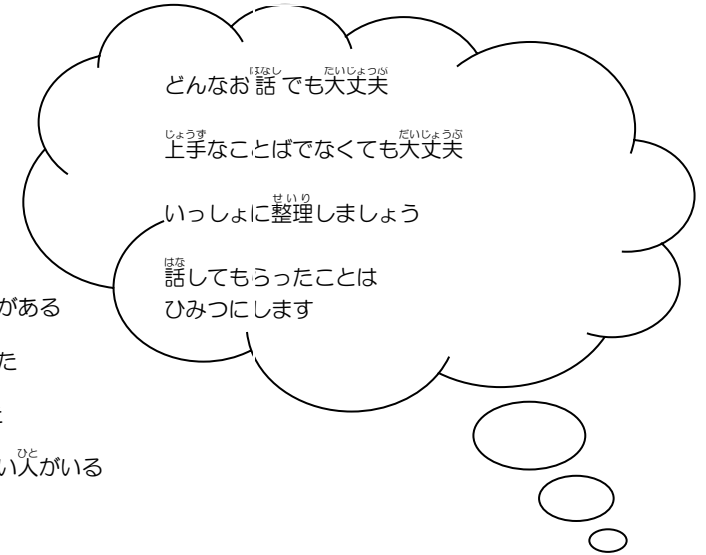 どんなお話でも大丈夫
上手なことばでなくても大丈夫
いっしょに整理しましょう
話してもらったことは
ひみつにします
がある
た
い人がいる